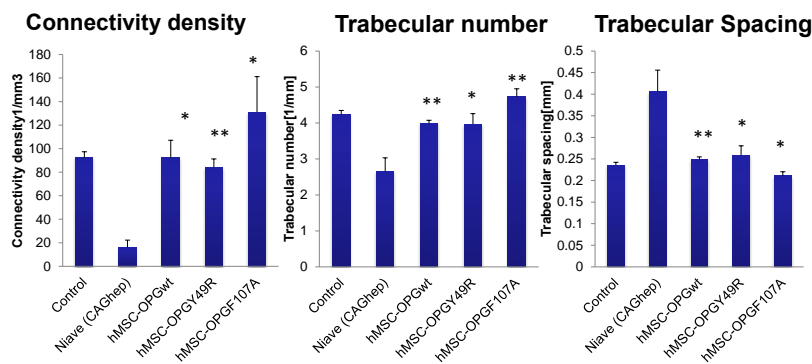 Connectivity density
Connectivity density1/mm3
180
160
140
120
100
80
60
40
20
0
*
**
*
Control
Niave (CAGhep)
hMSC-OPGwt
hMSC-OPGY49R
hMSC-OPGF107A
Trabecular number
Trabecular number[1/mm]
6
5
4
3
2
1
0
**
*
**
Control
Niave (CAGhep)
hMSC-OPGwt
hMSC-OPGY49R
hMSC-OPGF107A
Trabecular Spacing
Trabecular spacing[mm]
0.5
0.45
0.4
0.35
0.3
0.25
0.2
0.15
0.1
0.05
0
**
*
*
Control
Niave (CAGhep)
hMSC-OPGwt
hMSC-OPGY49R
hMSC-OPGF107A